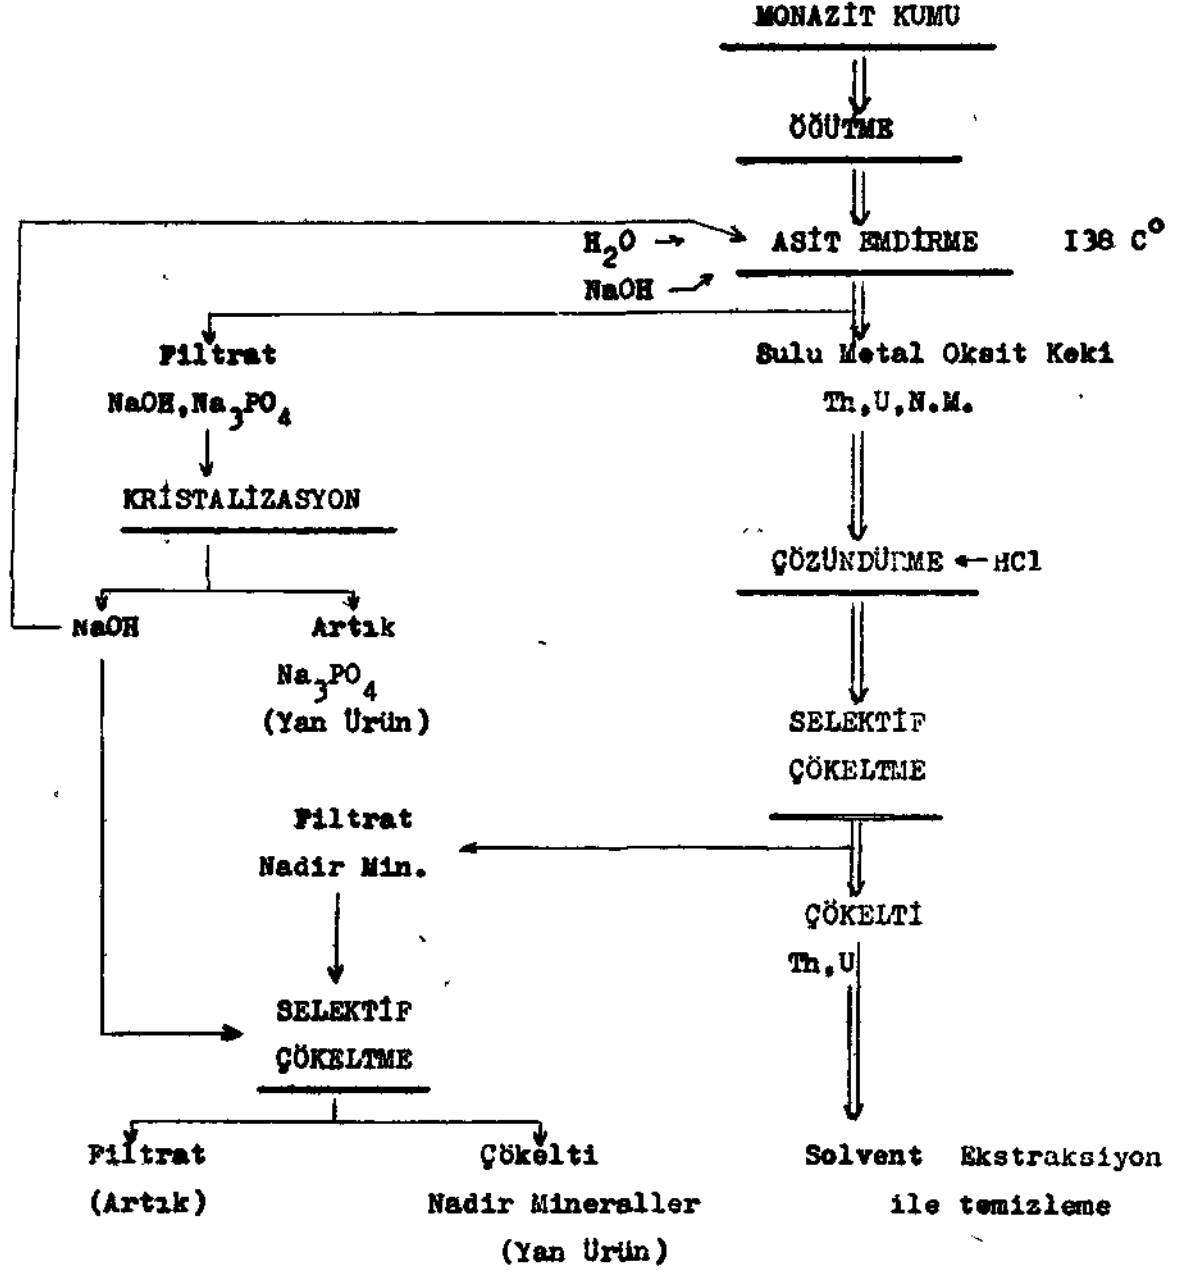 MONAZİT KUMU
ÖĞÜTME
H₂O → ASİT EMDİRME I38 C°
NaOH
Filtrat
NaOH,Na₃PO₄
Sulu Metal Oksit Keki
Th,U,N.M.
KRİSTALİZASYON
ÇÖZÜNDÜRME ← HCl
NaOH
Artık
Na₃PO₄
(Yan Ürün)
SELEKTİF
ÇÖKELTME
Filtrat
Nadir Min.
ÇÖKELTİ
Th,U
SELEKTİF
ÇÖKELTME
Filtrat
(Artık)
Çökelti
Nadir Mineraller
(Yan Ürün)
Solvent Ekstraksiyon
ile temizleme